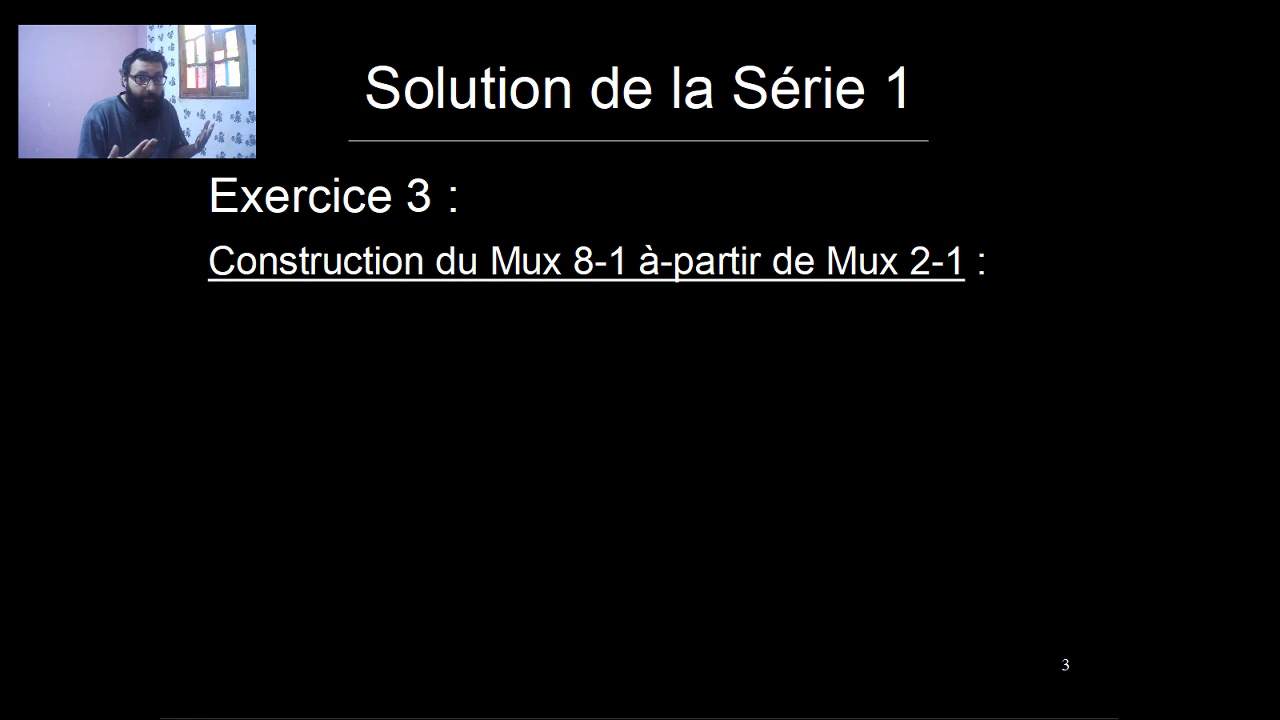 Solution de la Série 1
Exercice 3 :
Construction du Mux 8-1 à-partir de Mux 2-1 :
3